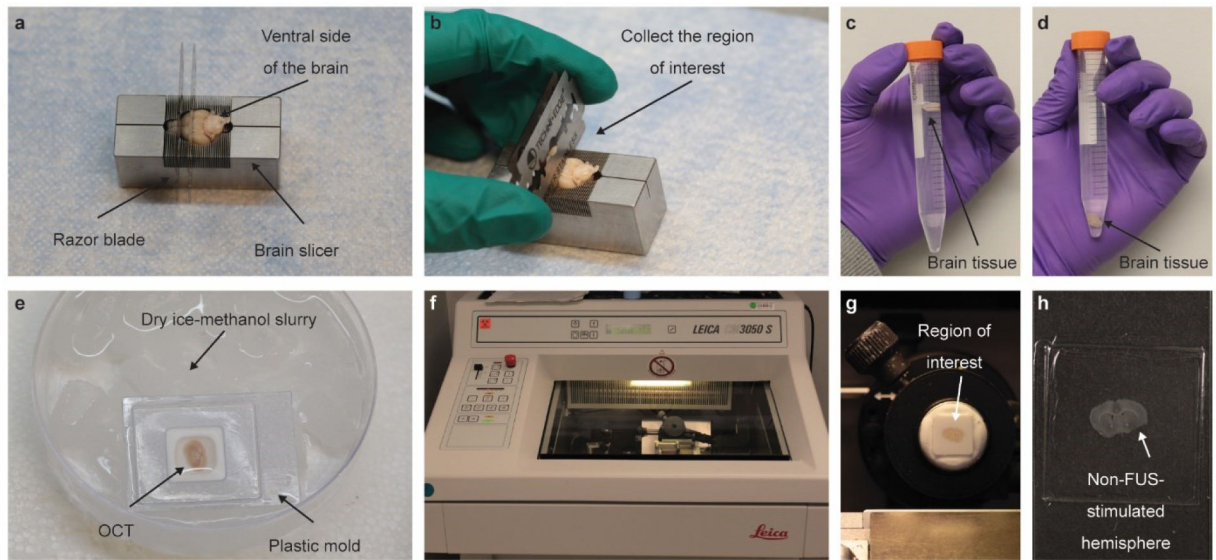 a
Ventral side
of the brain
Razor blade
Brain slicer
b
Collect the region
of interest
c
Brain tissue
d
Brain tissue
e
Dry ice-methanol slurry
OCT
Plastic mold
f
LEICA CM3050 S
Leica
g
Region of
interest
h
Non-FUS-
stimulated
hemisphere